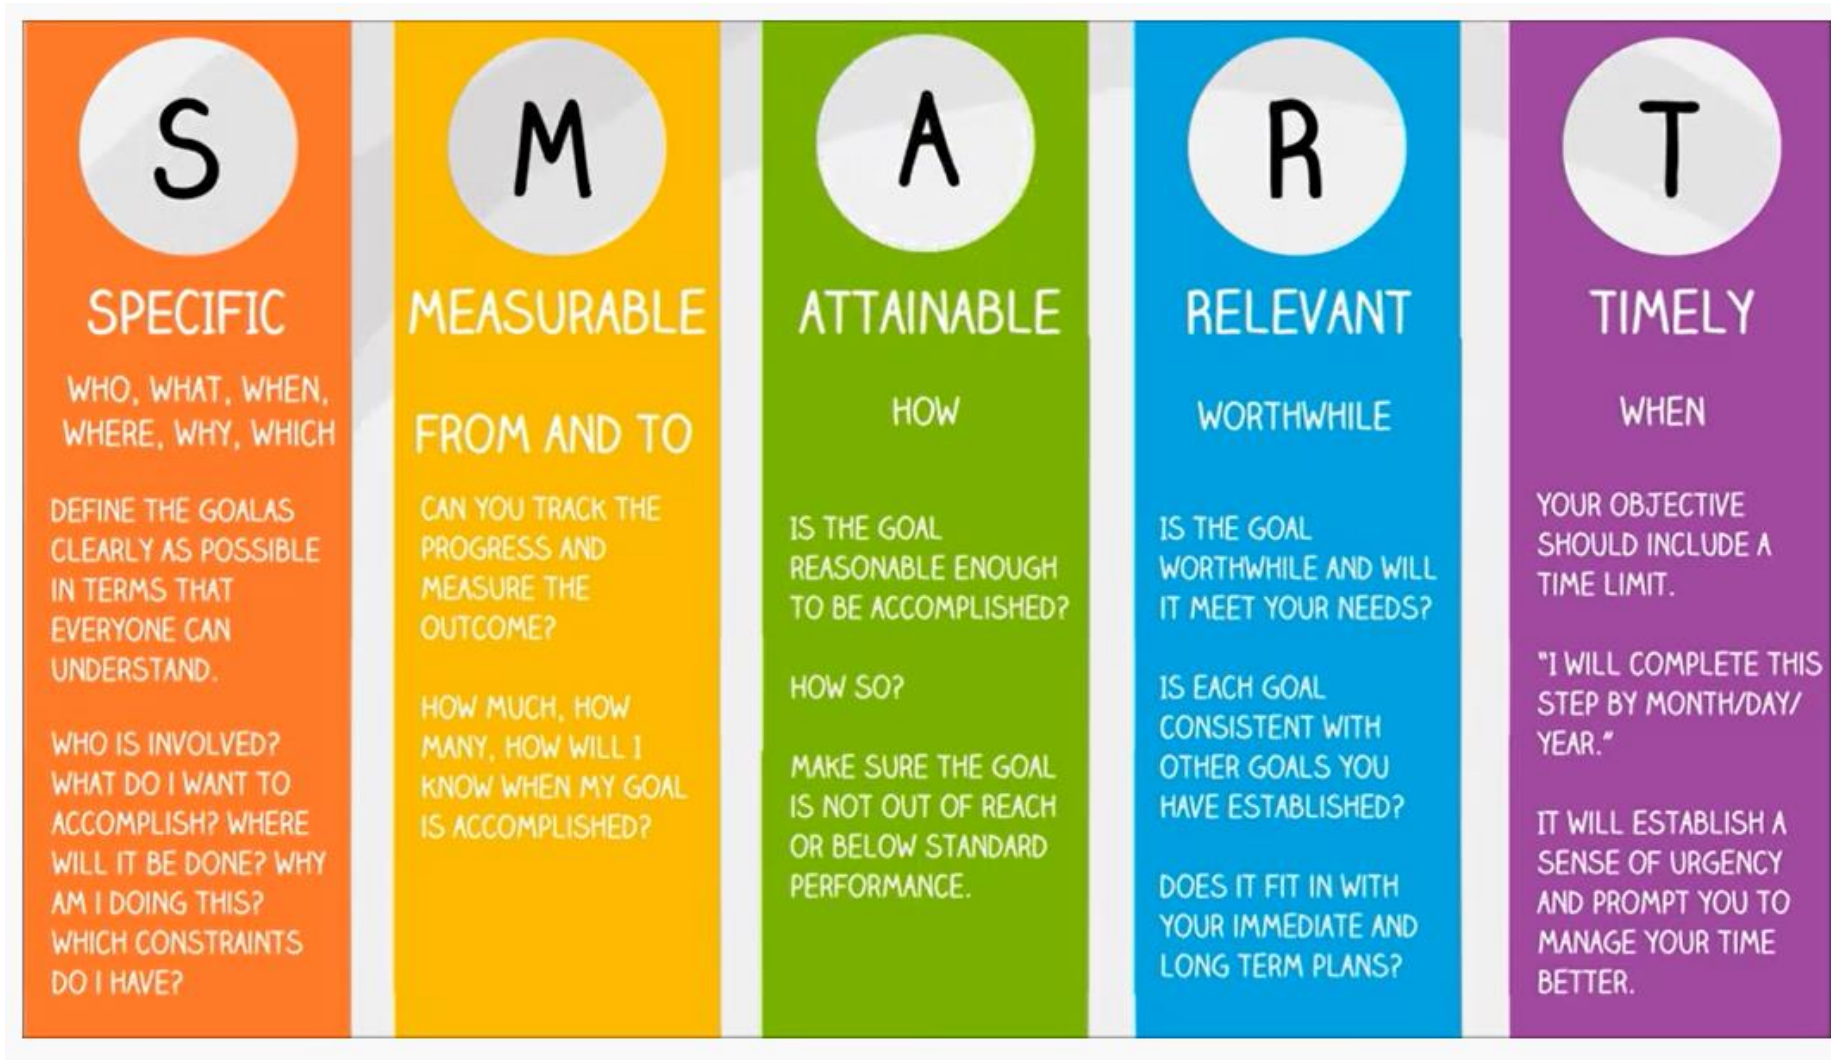 S
SPECIFIC
WHO, WHAT, WHEN,
WHERE, WHY, WHICH
DEFINE THE GOALAS
CLEARLY AS POSSIBLE
IN TERMS THAT
EVERYONE CAN
UNDERSTAND.
WHO IS INVOLVED?
WHAT DO I WANT TO
ACCOMPLISH? WHERE
WILL IT BE DONE? WHY
AM I DOING THIS?
WHICH CONSTRAINTS
DO I HAVE?
M
MEASURABLE
FROM AND TO
CAN YOU TRACK THE
PROGRESS AND
MEASURE THE
OUTCOME?
HOW MUCH, HOW
MANY, HOW WILL I
KNOW WHEN MY GOAL
IS ACCOMPLISHED?
A
ATTAINABLE
HOW
IS THE GOAL
REASONABLE ENOUGH
TO BE ACCOMPLISHED?
HOW SO?
MAKE SURE THE GOAL
IS NOT OUT OF REACH
OR BELOW STANDARD
PERFORMANCE.
R
RELEVANT
WORTHWHILE
IS THE GOAL
WORTHWHILE AND WILL
IT MEET YOUR NEEDS?
IS EACH GOAL
CONSISTENT WITH
OTHER GOALS YOU
HAVE ESTABLISHED?
DOES IT FIT IN WITH
YOUR IMMEDIATE AND
LONG TERM PLANS?
T
TIMELY
WHEN
YOUR OBJECTIVE
SHOULD INCLUDE A
TIME LIMIT.
"I WILL COMPLETE THIS
STEP BY MONTH/DAY/
YEAR."
IT WILL ESTABLISH A
SENSE OF URGENCY
AND PROMPT YOU TO
MANAGE YOUR TIME
BETTER.